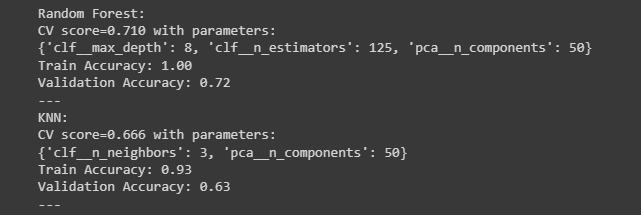 Random Forest:
CV score=0.710 with parameters:
{'clf__max_depth': 8, 'clf__n_estimators': 125, 'pca__n_components': 50}
Train Accuracy: 1.00
Validation Accuracy: 0.72
---
KNN:
CV score=0.666 with parameters:
{'clf__n_neighbors': 3, 'pca__n_components': 50}
Train Accuracy: 0.93
Validation Accuracy: 0.63
---